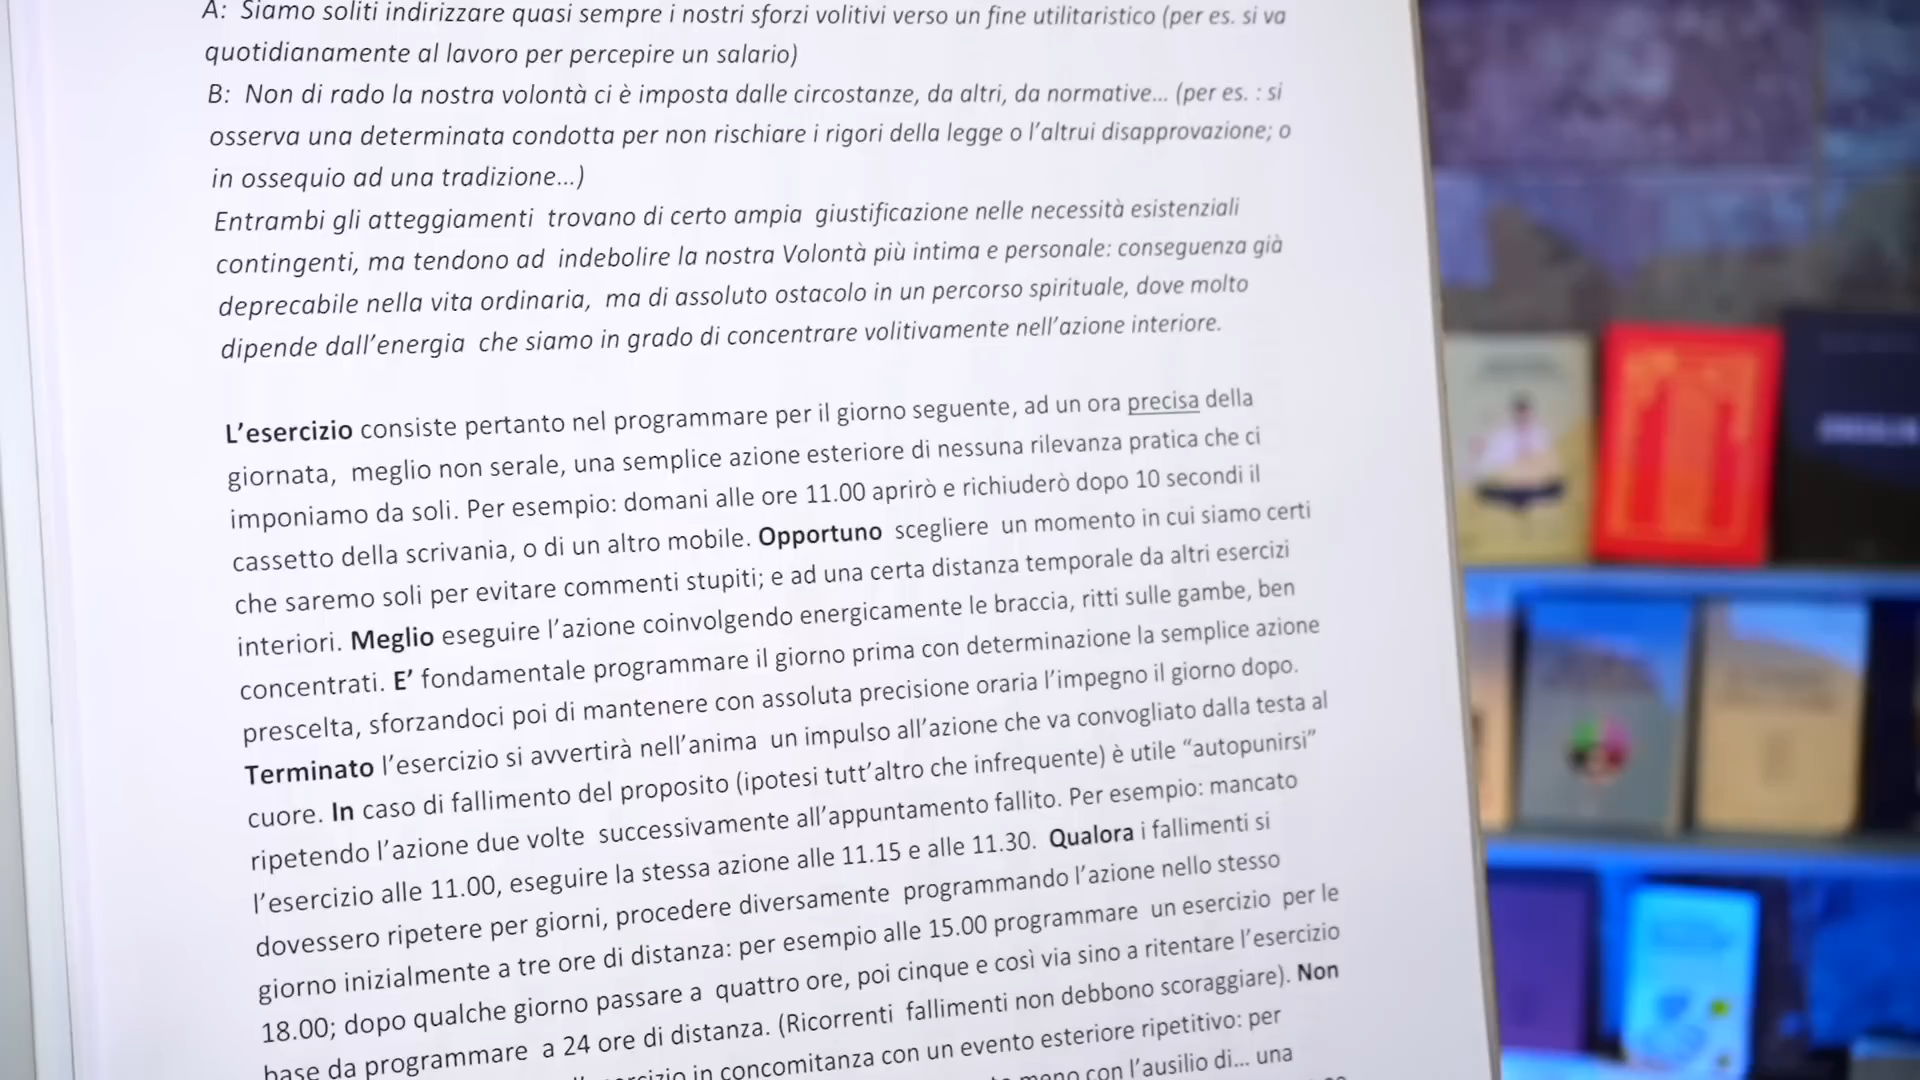 A:  Siamo soliti indirizzare quasi sempre i nostri sforzi volitivi verso un fine utilitaristico (per es. si va
quotidianamente al lavoro per percepire un salario)
B:  Non di rado la nostra volontà ci è imposta dalle circostanze, da altri, da normative... (per es. : si
osserva una determinata condotta per non rischiare i rigori della legge o l'altrui disapprovazione; o
in ossequio ad una tradizione...)
Entrambi gli atteggiamenti  trovano di certo ampia  giustificazione nelle necessità esistenziali
contingenti, ma tendono ad  indebolire la nostra Volontà più intima e personale: conseguenza già
deprecabile nella vita ordinaria,  ma di assoluto ostacolo in un percorso spirituale, dove molto
dipende dall'energia  che siamo in grado di concentrare volitivamente nell'azione interiore.
L'esercizio consiste pertanto nel programmare per il giorno seguente, ad un ora precisa della
giornata,  meglio non serale, una semplice azione esteriore di nessuna rilevanza pratica che ci
imponiamo da soli. Per esempio: domani alle ore 11.00 aprirò e richiuderò dopo 10 secondi il
cassetto della scrivania, o di un altro mobile. Opportuno  scegliere  un momento in cui siamo certi
che saremo soli per evitare commenti stupiti; e ad una certa distanza temporale da altri esercizi
interiori. Meglio eseguire l'azione coinvolgendo energicamente le braccia, ritti sulle gambe, ben
concentrati. E' fondamentale programmare il giorno prima con determinazione la semplice azione
prescelta, sforzandoci poi di mantenere con assoluta precisione oraria l'impegno il giorno dopo.
Terminato l'esercizio si avvertirà nell'anima  un impulso all'azione che va convogliato dalla testa al
cuore. In caso di fallimento del proposito (ipotesi tutt'altro che infrequente) è utile "autopunirsi"
ripetendo l'azione due volte  successivamente all'appuntamento fallito. Per esempio: mancato
l'esercizio alle 11.00, eseguire la stessa azione alle 11.15 e alle 11.30.  Qualora i fallimenti si
dovessero ripetere per giorni, procedere diversamente  programmando l'azione nello stesso
giorno inizialmente a tre ore di distanza: per esempio alle 15.00 programmare  un esercizio  per le
18.00; dopo qualche giorno passare a  quattro ore, poi cinque e così via sino a ritentare l'esercizio
base da programmare  a 24 ore di distanza. (Ricorrenti  fallimenti non debbono scoraggiare). Non
in concomitanza con un evento esteriore ripetitivo: per
meno con l'ausilio di... una